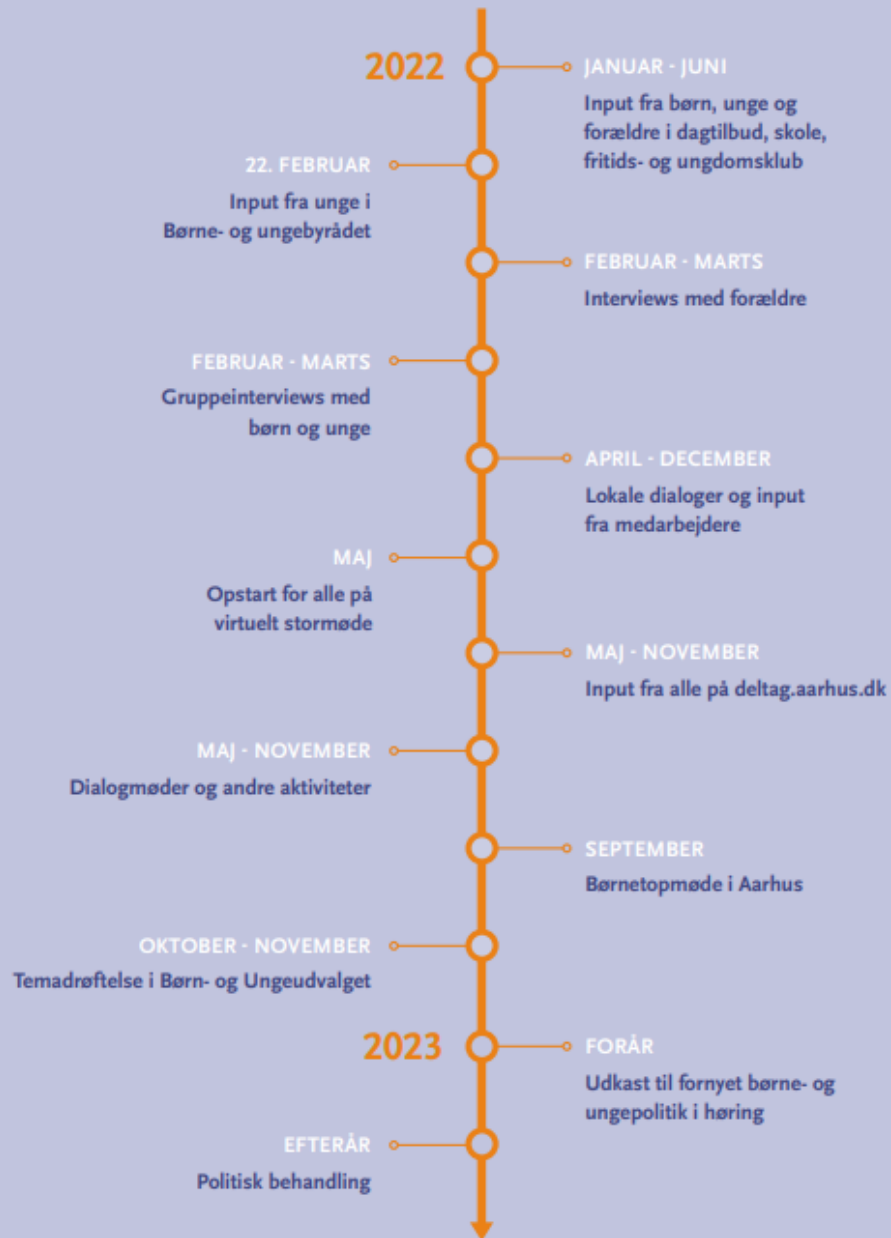 2022
JANUAR - JUNI
Input fra børn, unge og
forældre i dagtilbud, skole,
fritids- og ungdomsklub
22. FEBRUAR
Input fra unge i
Børne- og ungebyrådet
FEBRUAR - MARTS
Interviews med forældre
FEBRUAR - MARTS
Gruppeinterviews med
børn og unge
APRIL - DECEMBER
Lokale dialoger og input
fra medarbejdere
MAJ
Opstart for alle på
virtuelt stormøde
MAJ - NOVEMBER
Input fra alle på deltag.aarhus.dk
MAJ - NOVEMBER
Dialogmøder og andre aktiviteter
SEPTEMBER
Børnetopmøde i Aarhus
OKTOBER - NOVEMBER
Temadrøftelse i Børn- og Ungeudvalget
2023
FORÅR
Udkast til fornyet børne- og
ungepolitik i høring
EFTERÅR
Politisk behandling